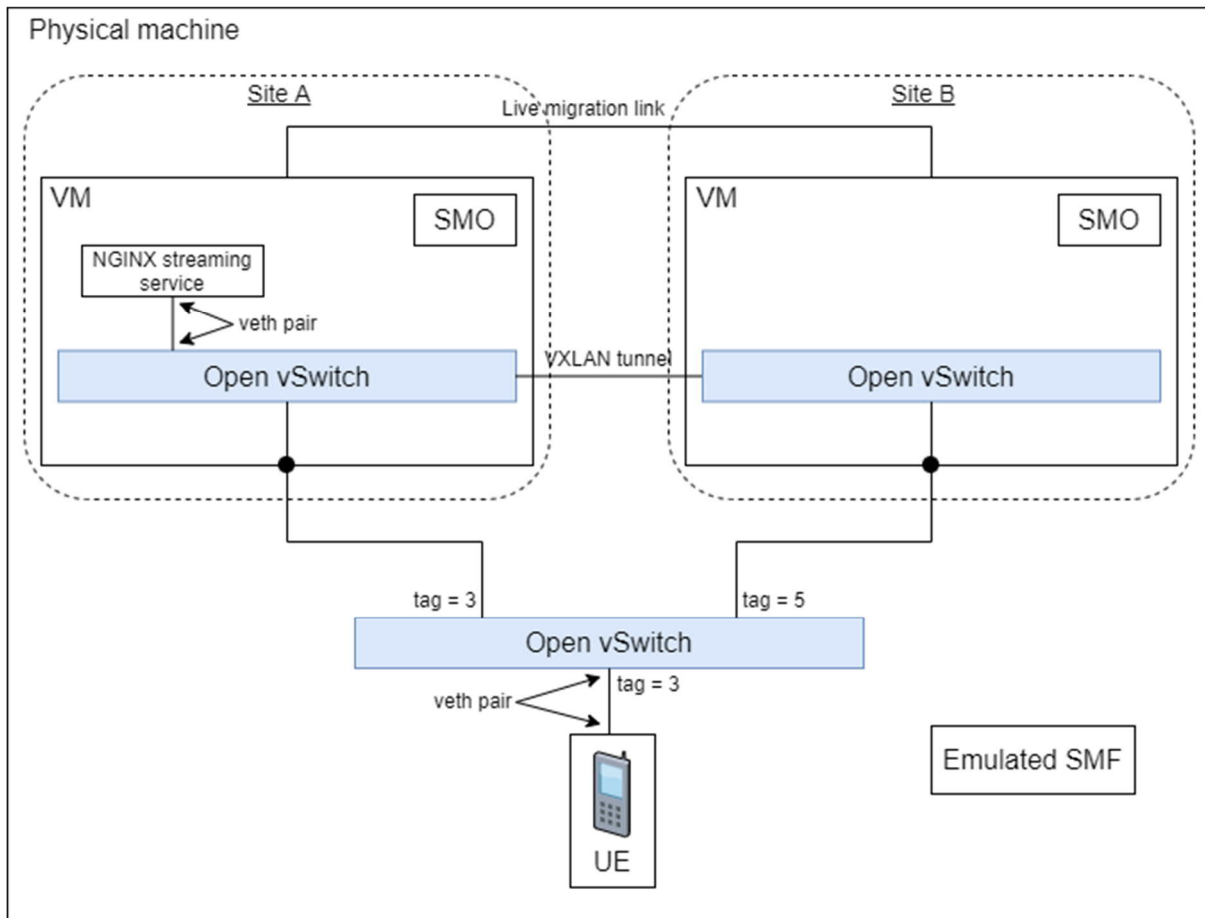 Physical machine
Site A
Site B
Live migration link
VM
SMO
VM
SMO
NGINX streaming
service
veth pair
Open vSwitch
VXLAN tunnel
Open vSwitch
tag = 3
tag = 5
Open vSwitch
veth pair
tag = 3
Emulated SMF
UE